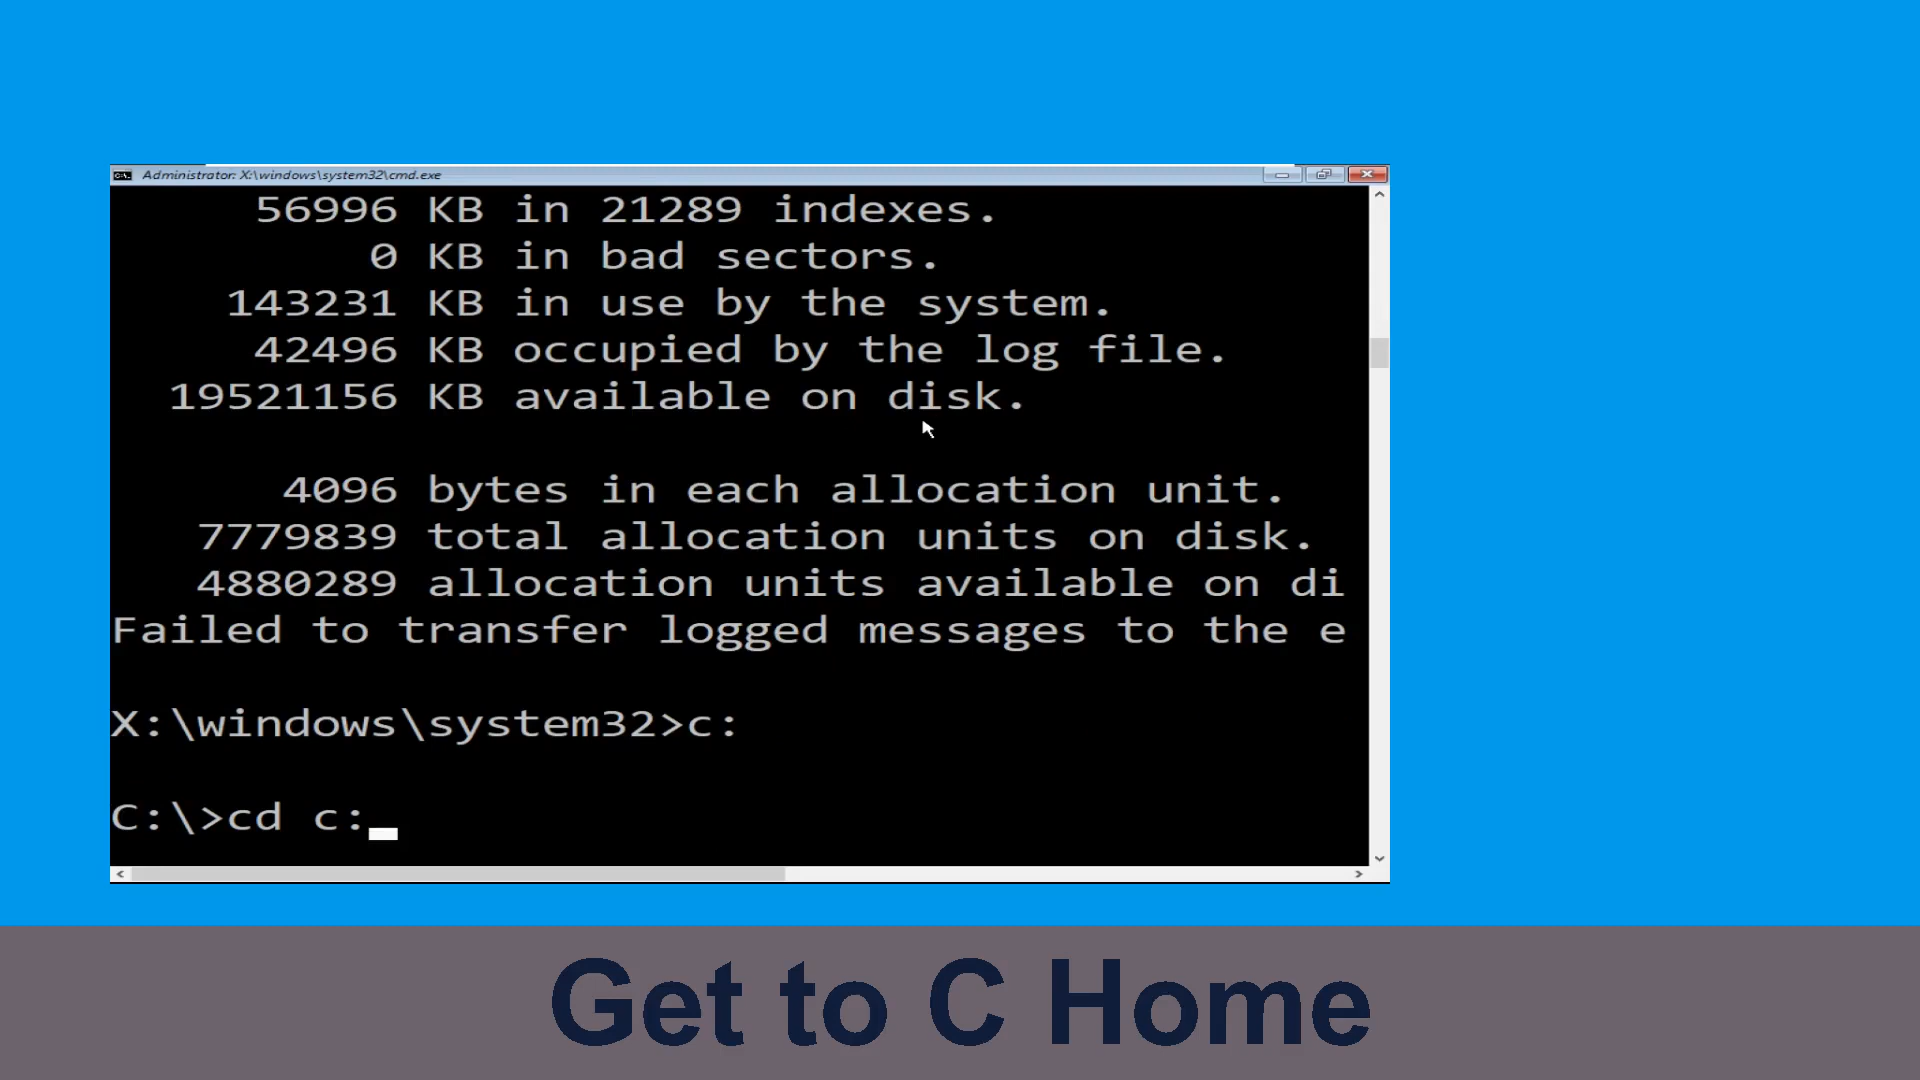 Administrator: X:\windows\system32\cmd.exe
56996 KB in 21289 indexes.
0 KB in bad sectors.
143231 KB in use by the system.
42496 KB occupied by the log file.
19521156 KB available on disk.
4096 bytes in each allocation unit.
7779839 total allocation units on disk.
4880289 allocation units available on di
Failed to transfer logged messages to the e
X:\windows\system32>c:
C:\>cd c:
Get to C Home